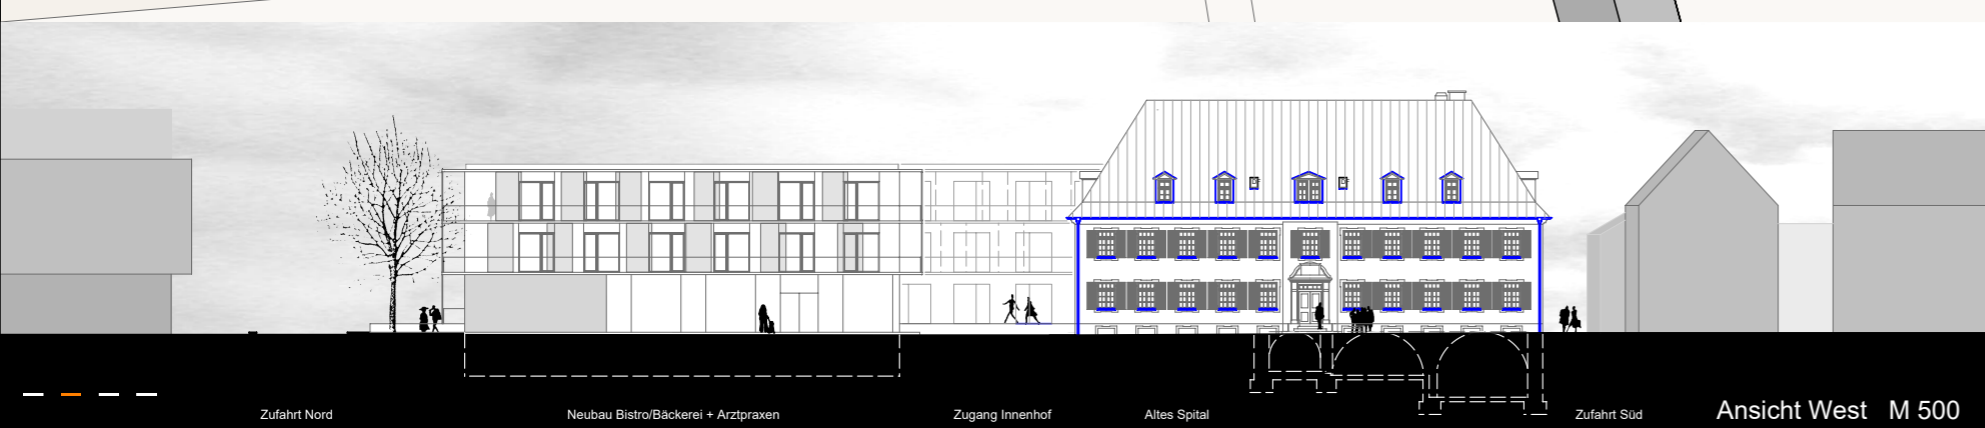 Zufahrt Nord
Neubau Bistro/Bäckerei + Arztpraxen
Zugang Innenhof
Altes Spital
Zufahrt Süd
Ansicht West M 500